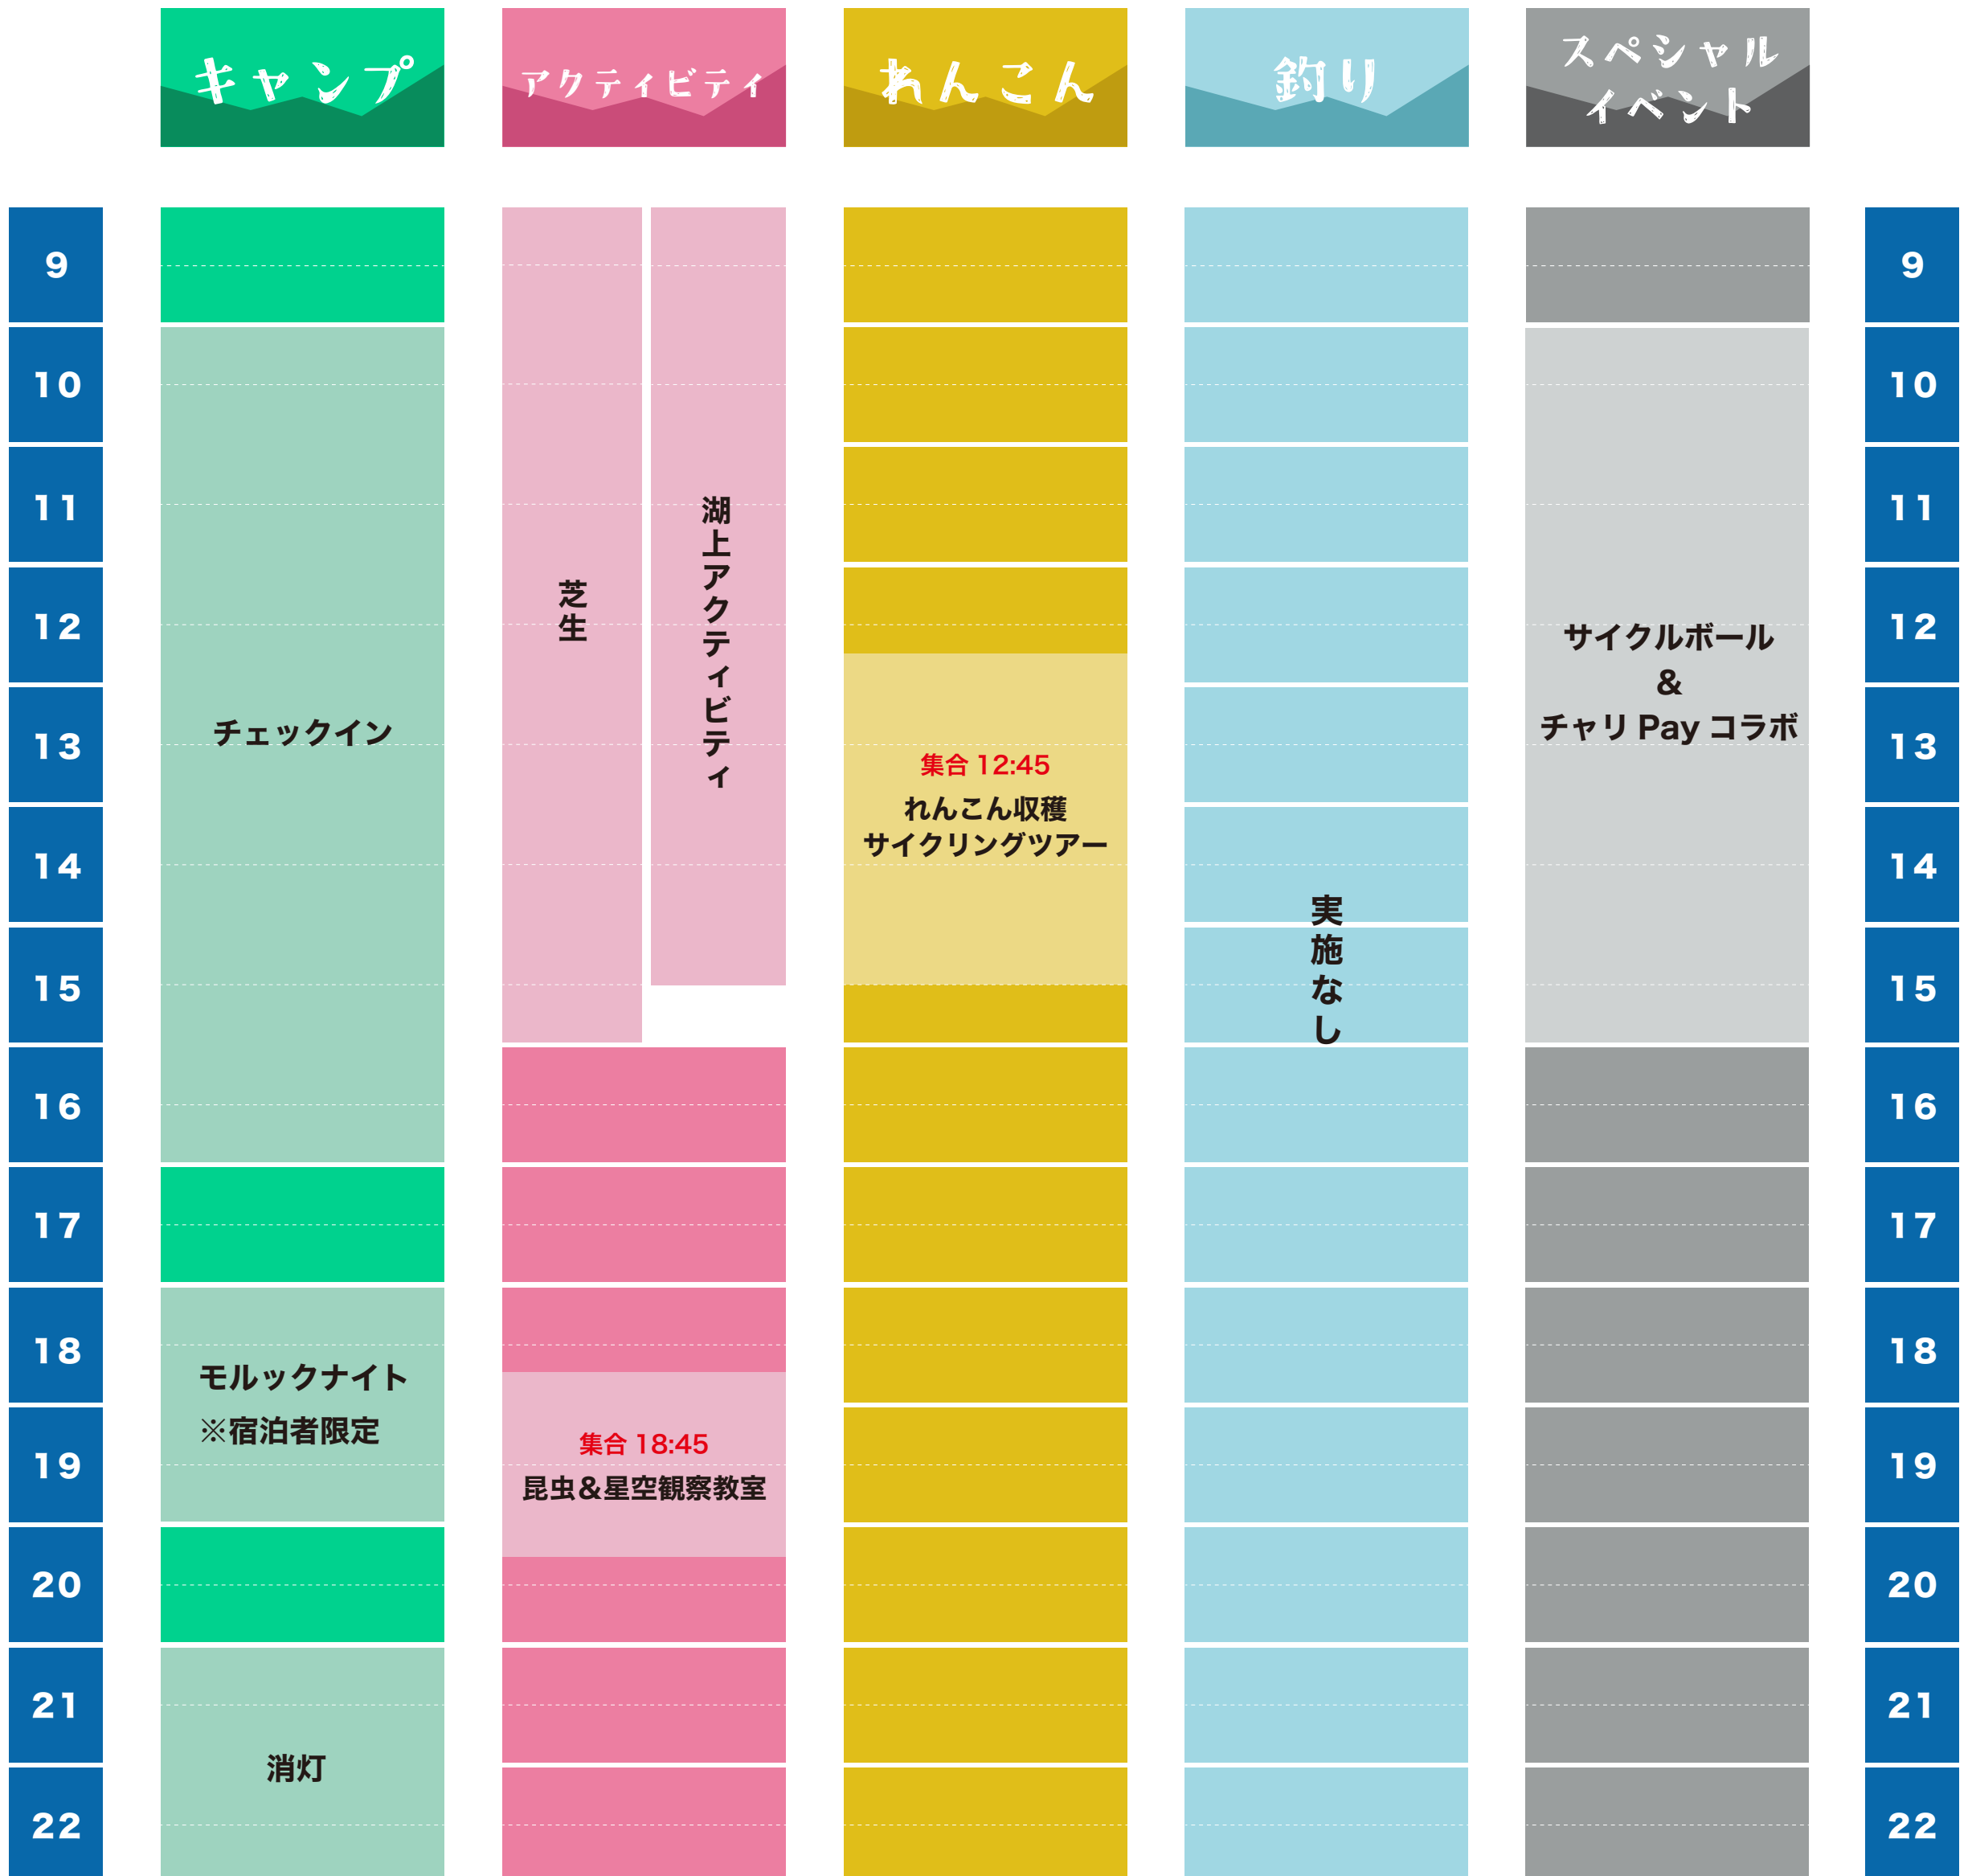 キャンプ
アクティビティ
れんこん
釣り
スペシャル
イベント
9
9
10
10
11
11
湖上アクティビティ
芝生
12
12
サイクルボール
&
チャリPayコラボ
チェックイン
13
13
集合 12:45
れんこん収穫
サイクリングツアー
14
14
実施なし
15
15
16
16
17
17
18
18
モルックナイト
※宿泊者限定
19
19
集合 18:45
昆虫&星空観察教室
20
20
21
21
消灯
22
22